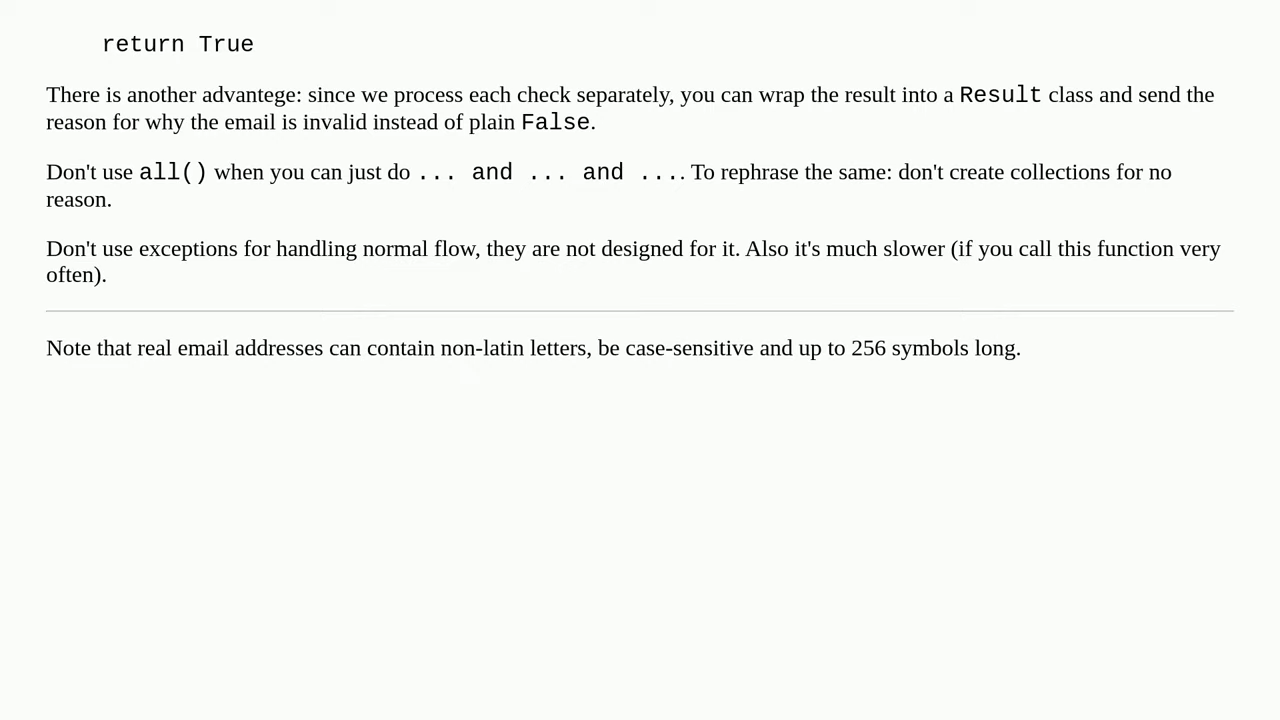 return True
There is another advantege: since we process each check separately, you can wrap the result into a Result class and send the
reason for why the email is invalid instead of plain False.
Don't use all() when you can just do ... and ... and .... To rephrase the same: don't create collections for no
reason.
Don't use exceptions for handling normal flow, they are not designed for it. Also it's much slower (if you call this function very
often).
Note that real email addresses can contain non-latin letters, be case-sensitive and up to 256 symbols long.